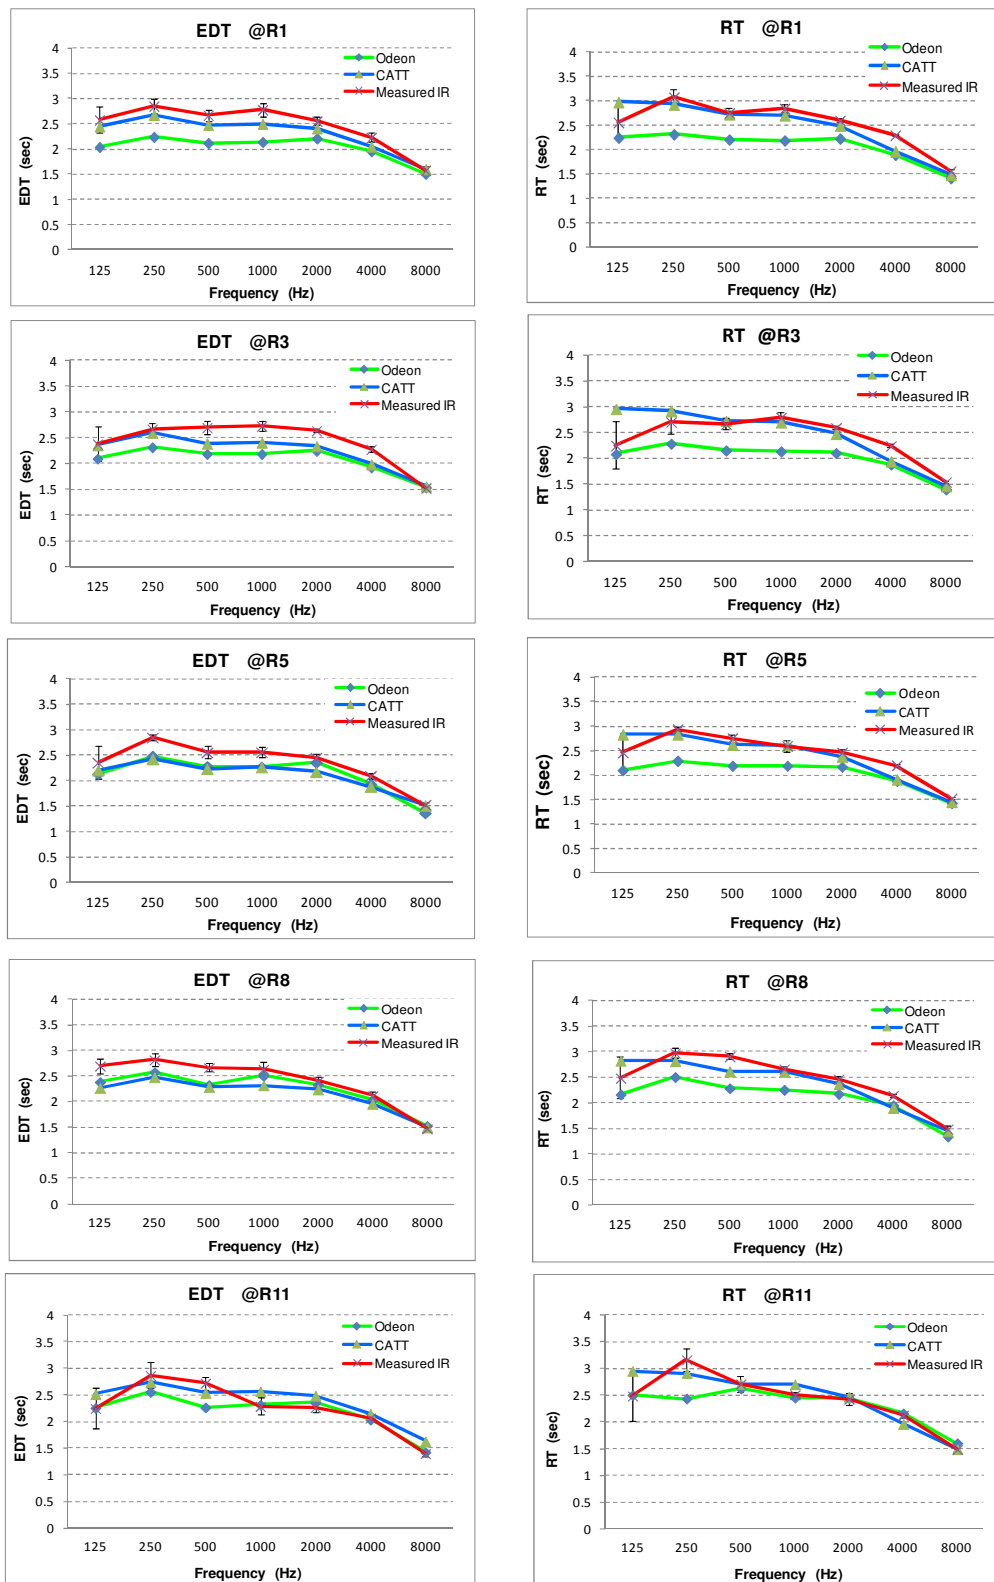 EDT @R1
4
3.5
3
2.5
2
1.5
1
0.5
0
EDT (sec)
Odeon
CATT
Measured IR
125 250 500 1000 2000 4000 8000
Frequency (Hz)
RT @R1
4
3.5
3
2.5
2
1.5
1
0.5
0
RT (sec)
Odeon
CATT
Measured IR
125 250 500 1000 2000 4000 8000
Frequency (Hz)
EDT @R3
4
3.5
3
2.5
2
1.5
1
0.5
0
EDT (sec)
Odeon
CATT
Measured IR
125 250 500 1000 2000 4000 8000
Frequency (Hz)
RT @R3
4
3.5
3
2.5
2
1.5
1
0.5
0
RT (sec)
Odeon
CATT
Measured IR
125 250 500 1000 2000 4000 8000
Frequency (Hz)
EDT @R5
4
3.5
3
2.5
2
1.5
1
0.5
0
EDT (sec)
Odeon
CATT
Measured IR
125 250 500 1000 2000 4000 8000
Frequency (Hz)
RT @R5
4
3.5
3
2.5
2
1.5
1
0.5
0
RT (sec)
Odeon
CATT
Measured IR
125 250 500 1000 2000 4000 8000
Frequency (Hz)
EDT @R8
4
3.5
3
2.5
2
1.5
1
0.5
0
EDT (sec)
Odeon
CATT
Measured IR
125 250 500 1000 2000 4000 8000
Frequency (Hz)
RT @R8
4
3.5
3
2.5
2
1.5
1
0.5
0
RT (sec)
Odeon
CATT
Measured IR
125 250 500 1000 2000 4000 8000
Frequency (Hz)
EDT @R11
4
3.5
3
2.5
2
1.5
1
0.5
0
EDT (sec)
Odeon
CATT
Measured IR
125 250 500 1000 2000 4000 8000
Frequency (Hz)
RT @R11
4
3.5
3
2.5
2
1.5
1
0.5
0
RT (sec)
Odeon
CATT
Measured IR
125 250 500 1000 2000 4000 8000
Frequency (Hz)